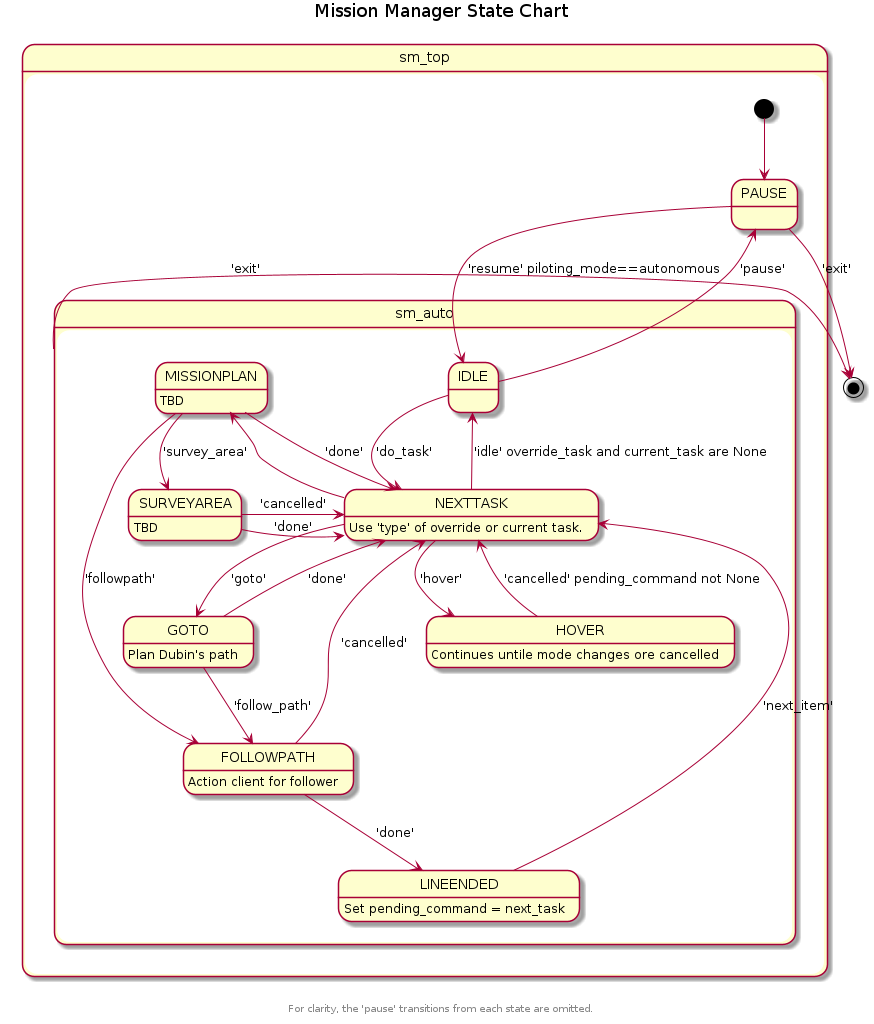 Mission Manager State Chart
sm_top
PAUSE
'exit'
'resume' piloting_mode==autonomous
'pause'
'exit'
sm_auto
MISSIONPLAN
TBD
IDLE
'survey_area'
'done'
'do_task'
'idle' override_task and current_task are None
SURVEYAREA
TBD
'cancelled'
'done'
NEXTTASK
Use 'type' of override or current task.
'followpath'
'goto'
'done'
'hover'
'cancelled' pending_command not None
GOTO
Plan Dubin's path
'cancelled'
HOVER
Continues untile mode changes ore cancelled
'follow_path'
'next_item'
FOLLOWPATH
Action client for follower
'done'
LINEENDED
Set pending_command = next_task
For clarity, the 'pause' transitions from each state are omitted.